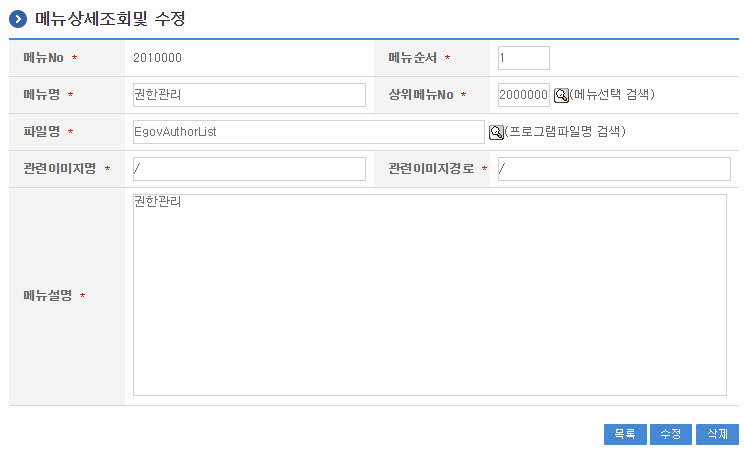 메뉴상세조회및 수정
메뉴No * 2010000 메뉴순서 * 1
메뉴명 * 권한관리 상위메뉴No * 2000000 (메뉴선택 검색)
파일명 * EgovAuthorList (프로그램파일명 검색)
관련이미지명 * / 관련이미지경로 * /
권한관리
메뉴설명 *
목록 수정 삭제